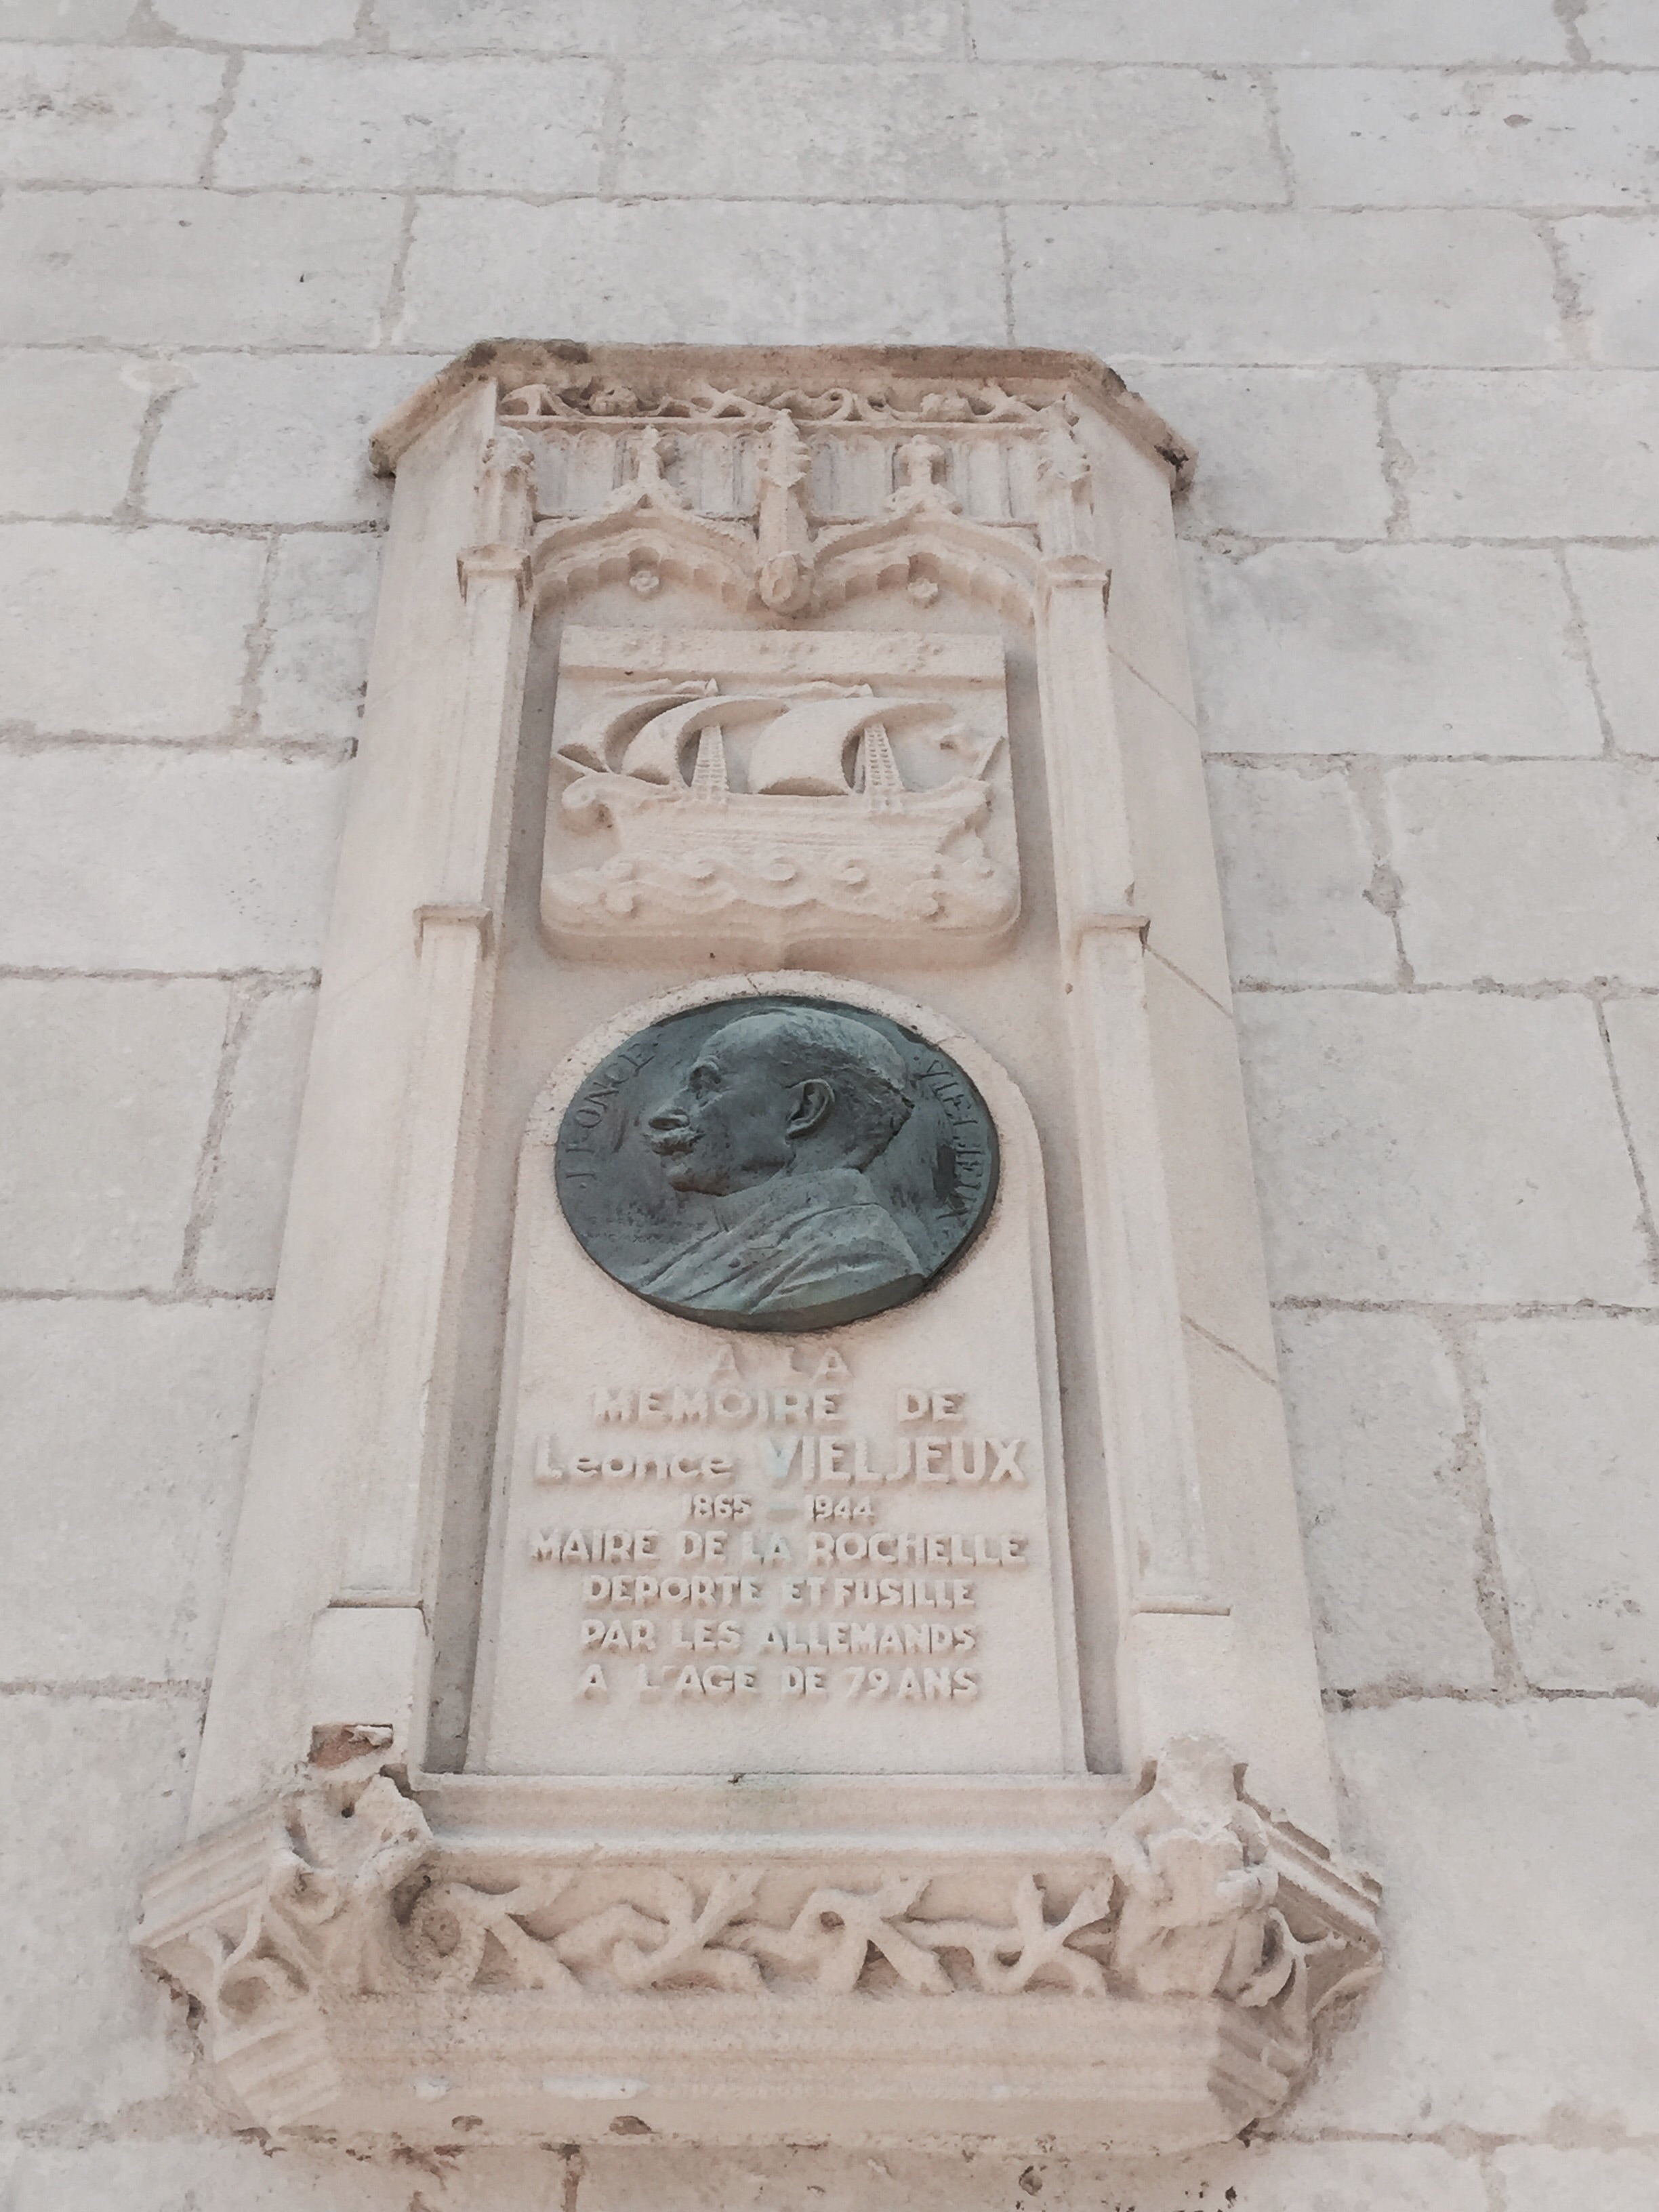 LEONCE
VIELJEUX
A LA
MEMOIRE DE
Leonce VIELJEUX
1865 - 1944
MAIRE DE LA ROCHELLE
DEPORTE ET FUSILLE
PAR LES ALLEMANDS
A L'AGE DE 79 ANS